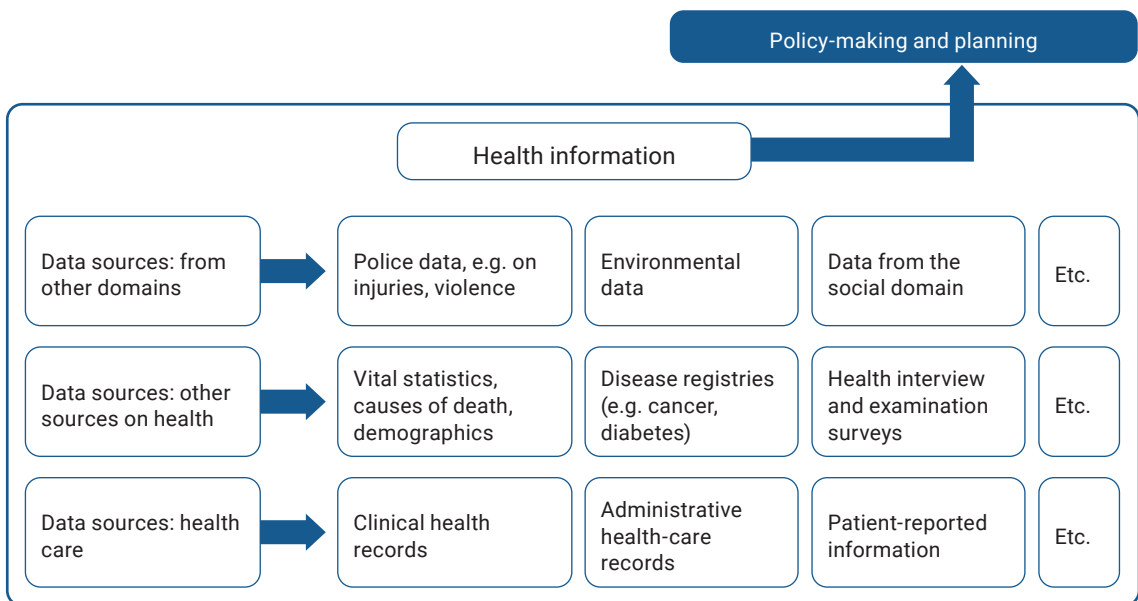 Policy-making and planning
Health information
Data sources: from
other domains
Police data, e.g. on
injuries, violence
Environmental
data
Data from the
social domain
Etc.
Data sources: other
sources on health
Vital statistics,
causes of death,
demographics
Disease registries
(e.g. cancer,
diabetes)
Health interview
and examination
surveys
Etc.
Data sources: health
care
Clinical health
records
Administrative
health-care
records
Patient-reported
information
Etc.